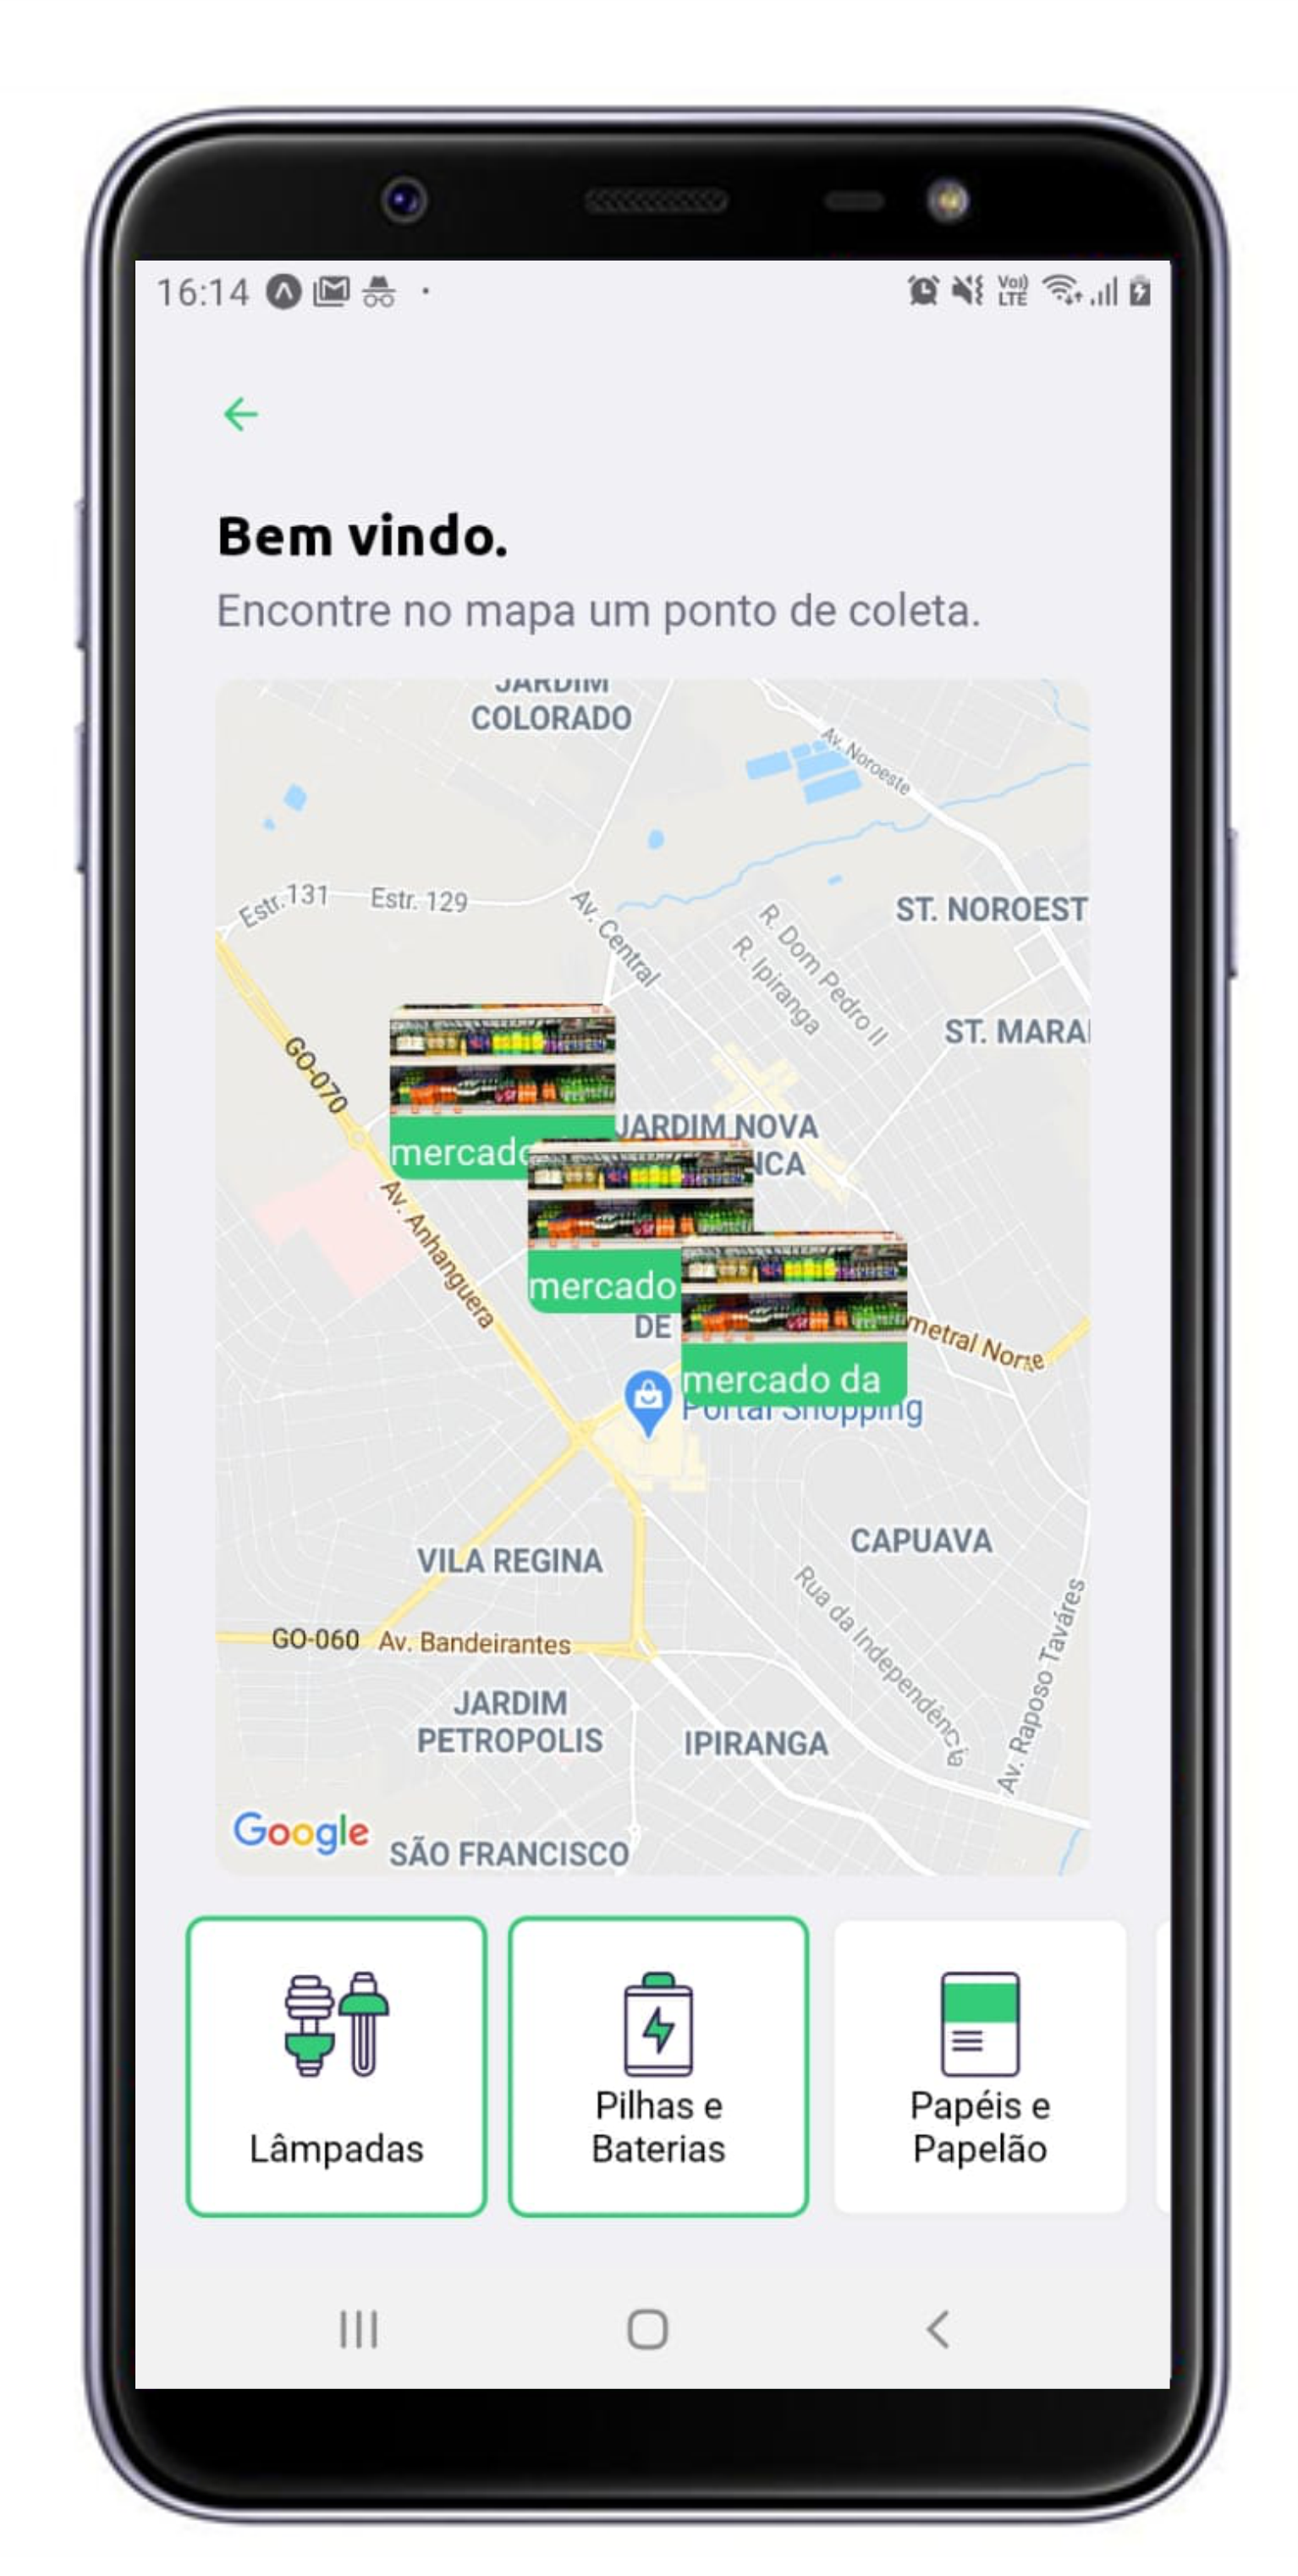 16:14
Vo))
LTE
Bem vindo.
Encontre no mapa um ponto de coleta.
JARDIM
COLORADO
Av. Noroeste
Estr. 131
Estr. 129
Av. Central
R. Dom Pedro II
R. Ipiranga
ST. NOROEST
ST. MARA
GO-070
mercado
JARDIM NOVA
NCA
Av. Anhanguera
mercado
DE
metral Norte
mercado da
Portal Shopping
CAPUAVA
VILA REGINA
Rua da Independência
Av. Raposo Tavares
GO-060
Av. Bandeirantes
JARDIM
PETROPOLIS
IPIRANGA
Google
SÃO FRANCISCO
Lâmpadas
Pilhas e
Baterias
Papéis e
Papelão